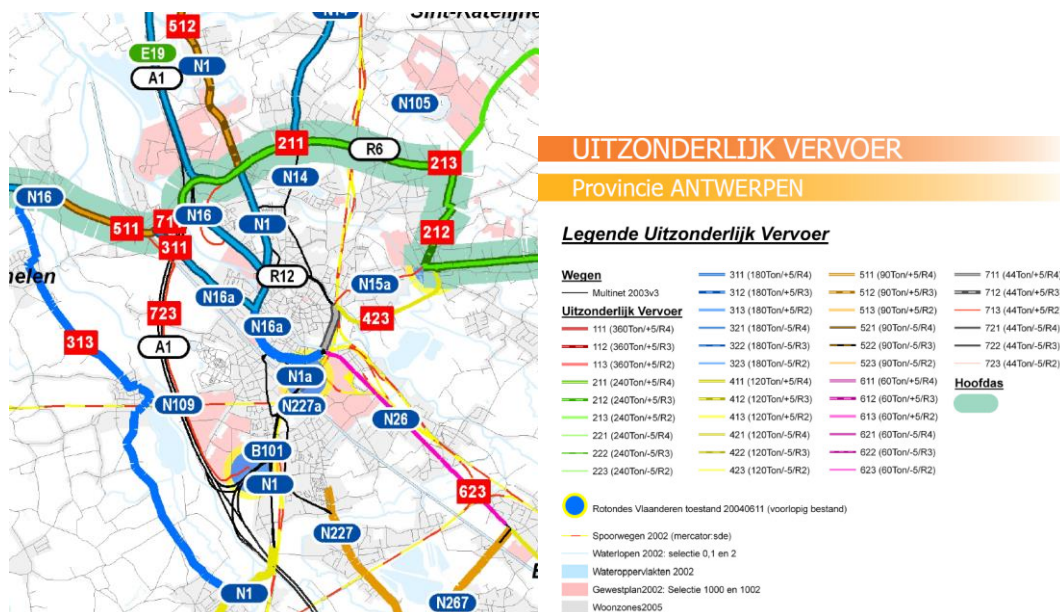 512
N14
Sint-Katelijne
E19
A1
N1
N105
211
R6
213
N14
N16
N16
511
311
N1
212
R12
N15a
N16a
423
723
N16a
313
A1
N1a
N109
N227a
N26
B101
N1
623
N227
N1
N267
UITZONDERLIJK VERVOER
Provincie ANTWERPEN
Legende Uitzonderlijk Vervoer
Wegen
Multinet 2003v3
Uitzonderlijk Vervoer
111 (360Ton/+5/R4)
112 (360Ton/+5/R3)
113 (360Ton/+5/R2)
211 (240Ton/+5/R4)
212 (240Ton/+5/R3)
213 (240Ton/+5/R2)
221 (240Ton/-5/R4)
222 (240Ton/-5/R3)
223 (240Ton/-5/R2)
311 (180Ton/+5/R4)
312 (180Ton/+5/R3)
313 (180Ton/+5/R2)
321 (180Ton/-5/R4)
322 (180Ton/-5/R3)
323 (180Ton/-5/R2)
411 (120Ton/+5/R4)
412 (120Ton/+5/R3)
413 (120Ton/+5/R2)
421 (120Ton/-5/R4)
422 (120Ton/-5/R3)
423 (120Ton/-5/R2)
511 (90Ton/+5/R4)
512 (90Ton/+5/R3)
513 (90Ton/+5/R2)
521 (90Ton/-5/R4)
522 (90Ton/-5/R3)
523 (90Ton/-5/R2)
611 (60Ton/+5/R4)
612 (60Ton/+5/R3)
613 (60Ton/+5/R2)
621 (60Ton/-5/R4)
622 (60Ton/-5/R3)
623 (60Ton/-5/R2)
711 (44Ton/+5/R4)
712 (44Ton/+5/R3)
713 (44Ton/+5/R2)
721 (44Ton/-5/R4)
722 (44Ton/-5/R3)
723 (44Ton/-5/R2)
Hoofdas
Rotondes Vlaanderen toestand 20040611 (voorlopig bestand)
Spoorwegen 2002 (mercator:sde)
Waterlopen 2002: selectie 0,1 en 2
Wateroppervlakten 2002
Gewestplan2002: Selectie 1000 en 1002
Woonzones2005